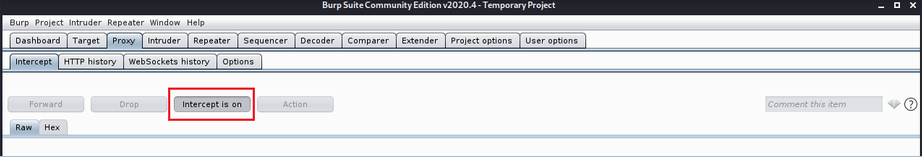 Burp Suite Community Edition v2020.4 - Temporary Project
Burp Project Intruder Repeater Window Help
Dashboard Target Proxy Intruder Repeater Sequencer Decoder Comparer Extender Project options User options
Intercept HTTP history WebSockets history Options
Forward Drop Intercept is on Action Comment this item ?
Raw Hex